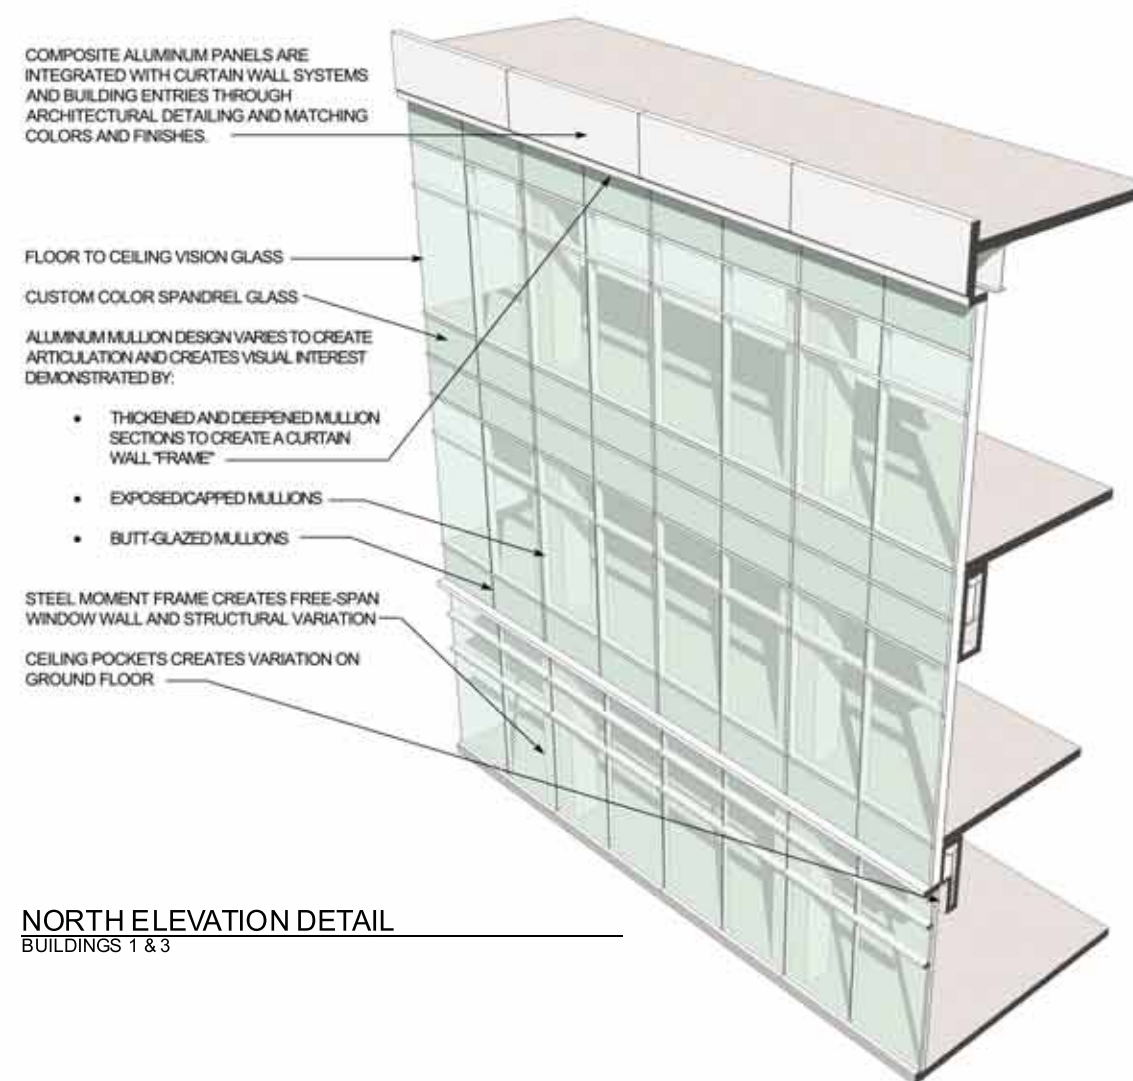 COMPOSITE ALUMINUM PANELS ARE
INTEGRATED WITH CURTAIN WALL SYSTEMS
AND BUILDING ENTRIES THROUGH
ARCHITECTURAL DETAILING AND MATCHING
COLORS AND FINISHES.
FLOOR TO CEILING VISION GLASS
CUSTOM COLOR SPANDREL GLASS
ALUMINUM MULLION DESIGN VARIES TO CREATE
ARTICULATION AND CREATES VISUAL INTEREST
DEMONSTRATED BY:
• THICKENED AND DEEPENED MULLION
SECTIONS TO CREATE A CURTAIN
WALL "FRAME"
• EXPOSED/CAPPED MULLIONS
• BUTT-GLAZED MULLIONS
STEEL MOMENT FRAME CREATES FREE-SPAN
WINDOW WALL AND STRUCTURAL VARIATION
CEILING POCKETS CREATES VARIATION ON
GROUND FLOOR
NORTH ELEVATION DETAIL
BUILDINGS 1 & 3